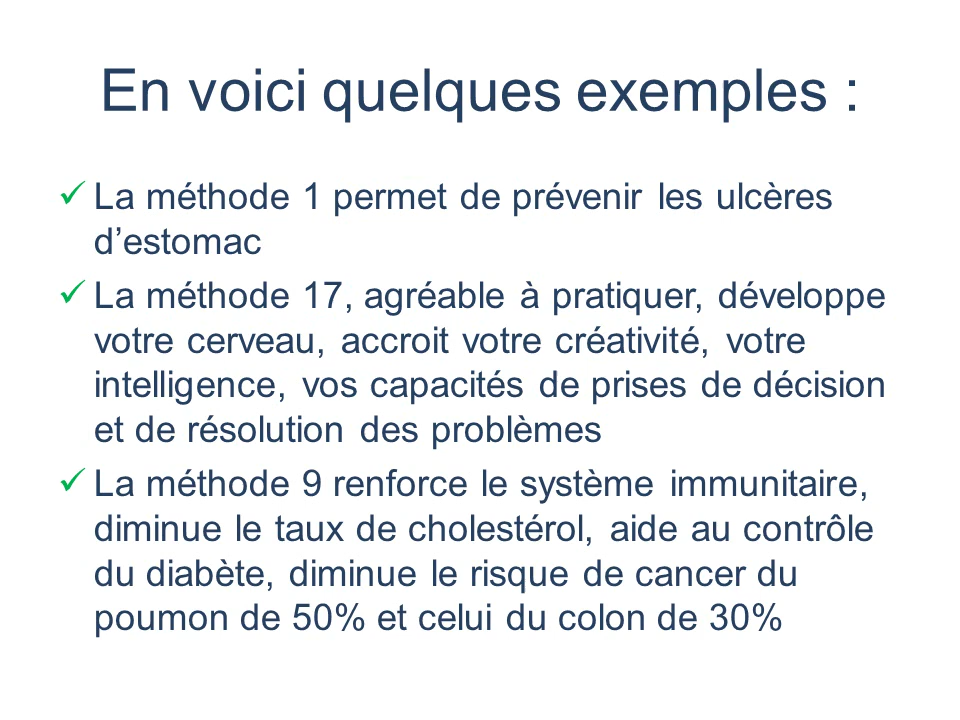 En voici quelques exemples :
✓ La méthode 1 permet de prévenir les ulcères
d’estomac
✓ La méthode 17, agréable à pratiquer, développe
votre cerveau, accroit votre créativité, votre
intelligence, vos capacités de prises de décision
et de résolution des problèmes
✓ La méthode 9 renforce le système immunitaire,
diminue le taux de cholestérol, aide au contrôle
du diabète, diminue le risque de cancer du
poumon de 50% et celui du colon de 30%